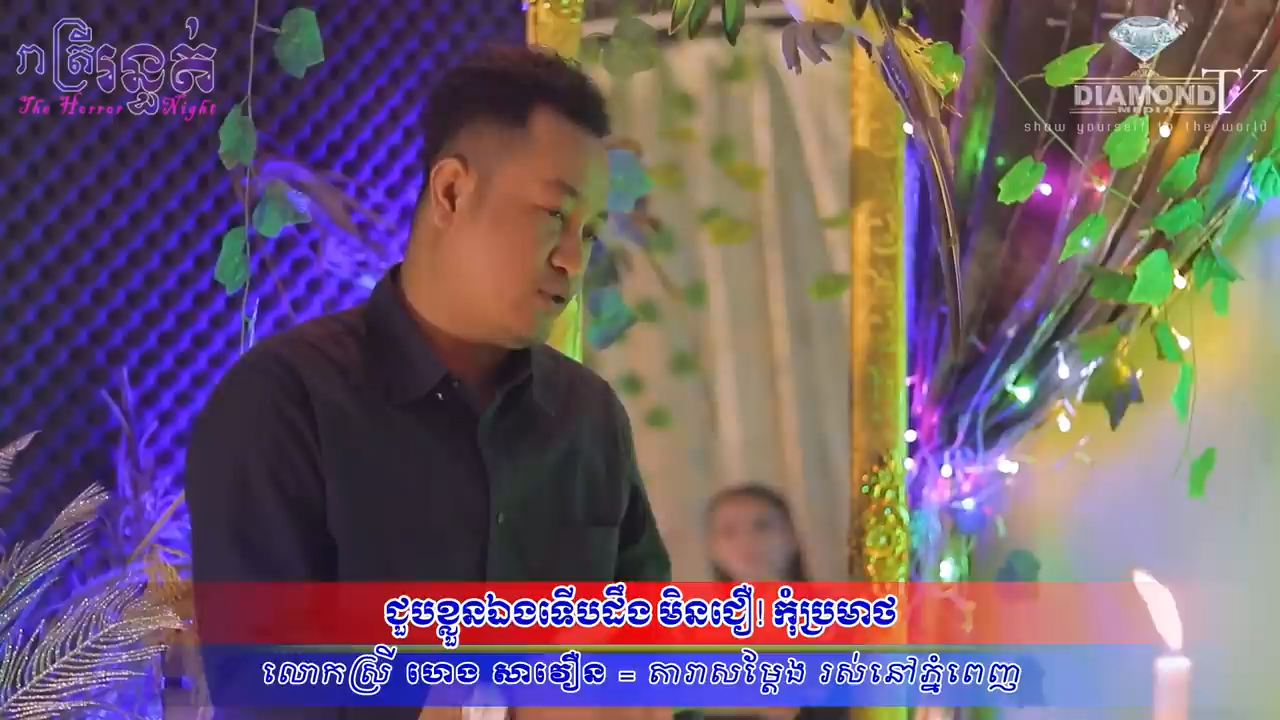 រាត្រីរន្ធត់
The Horror Night
DIAMOND TV
MEDIA
show yourself to the world
ជួបខ្លួនឯងទើបដឹង មិនជឿ! កុំប្រមាថ
លោកស្រី ហេង សាវឿន = តារាសម្ដែង រស់នៅភ្នំពេញ